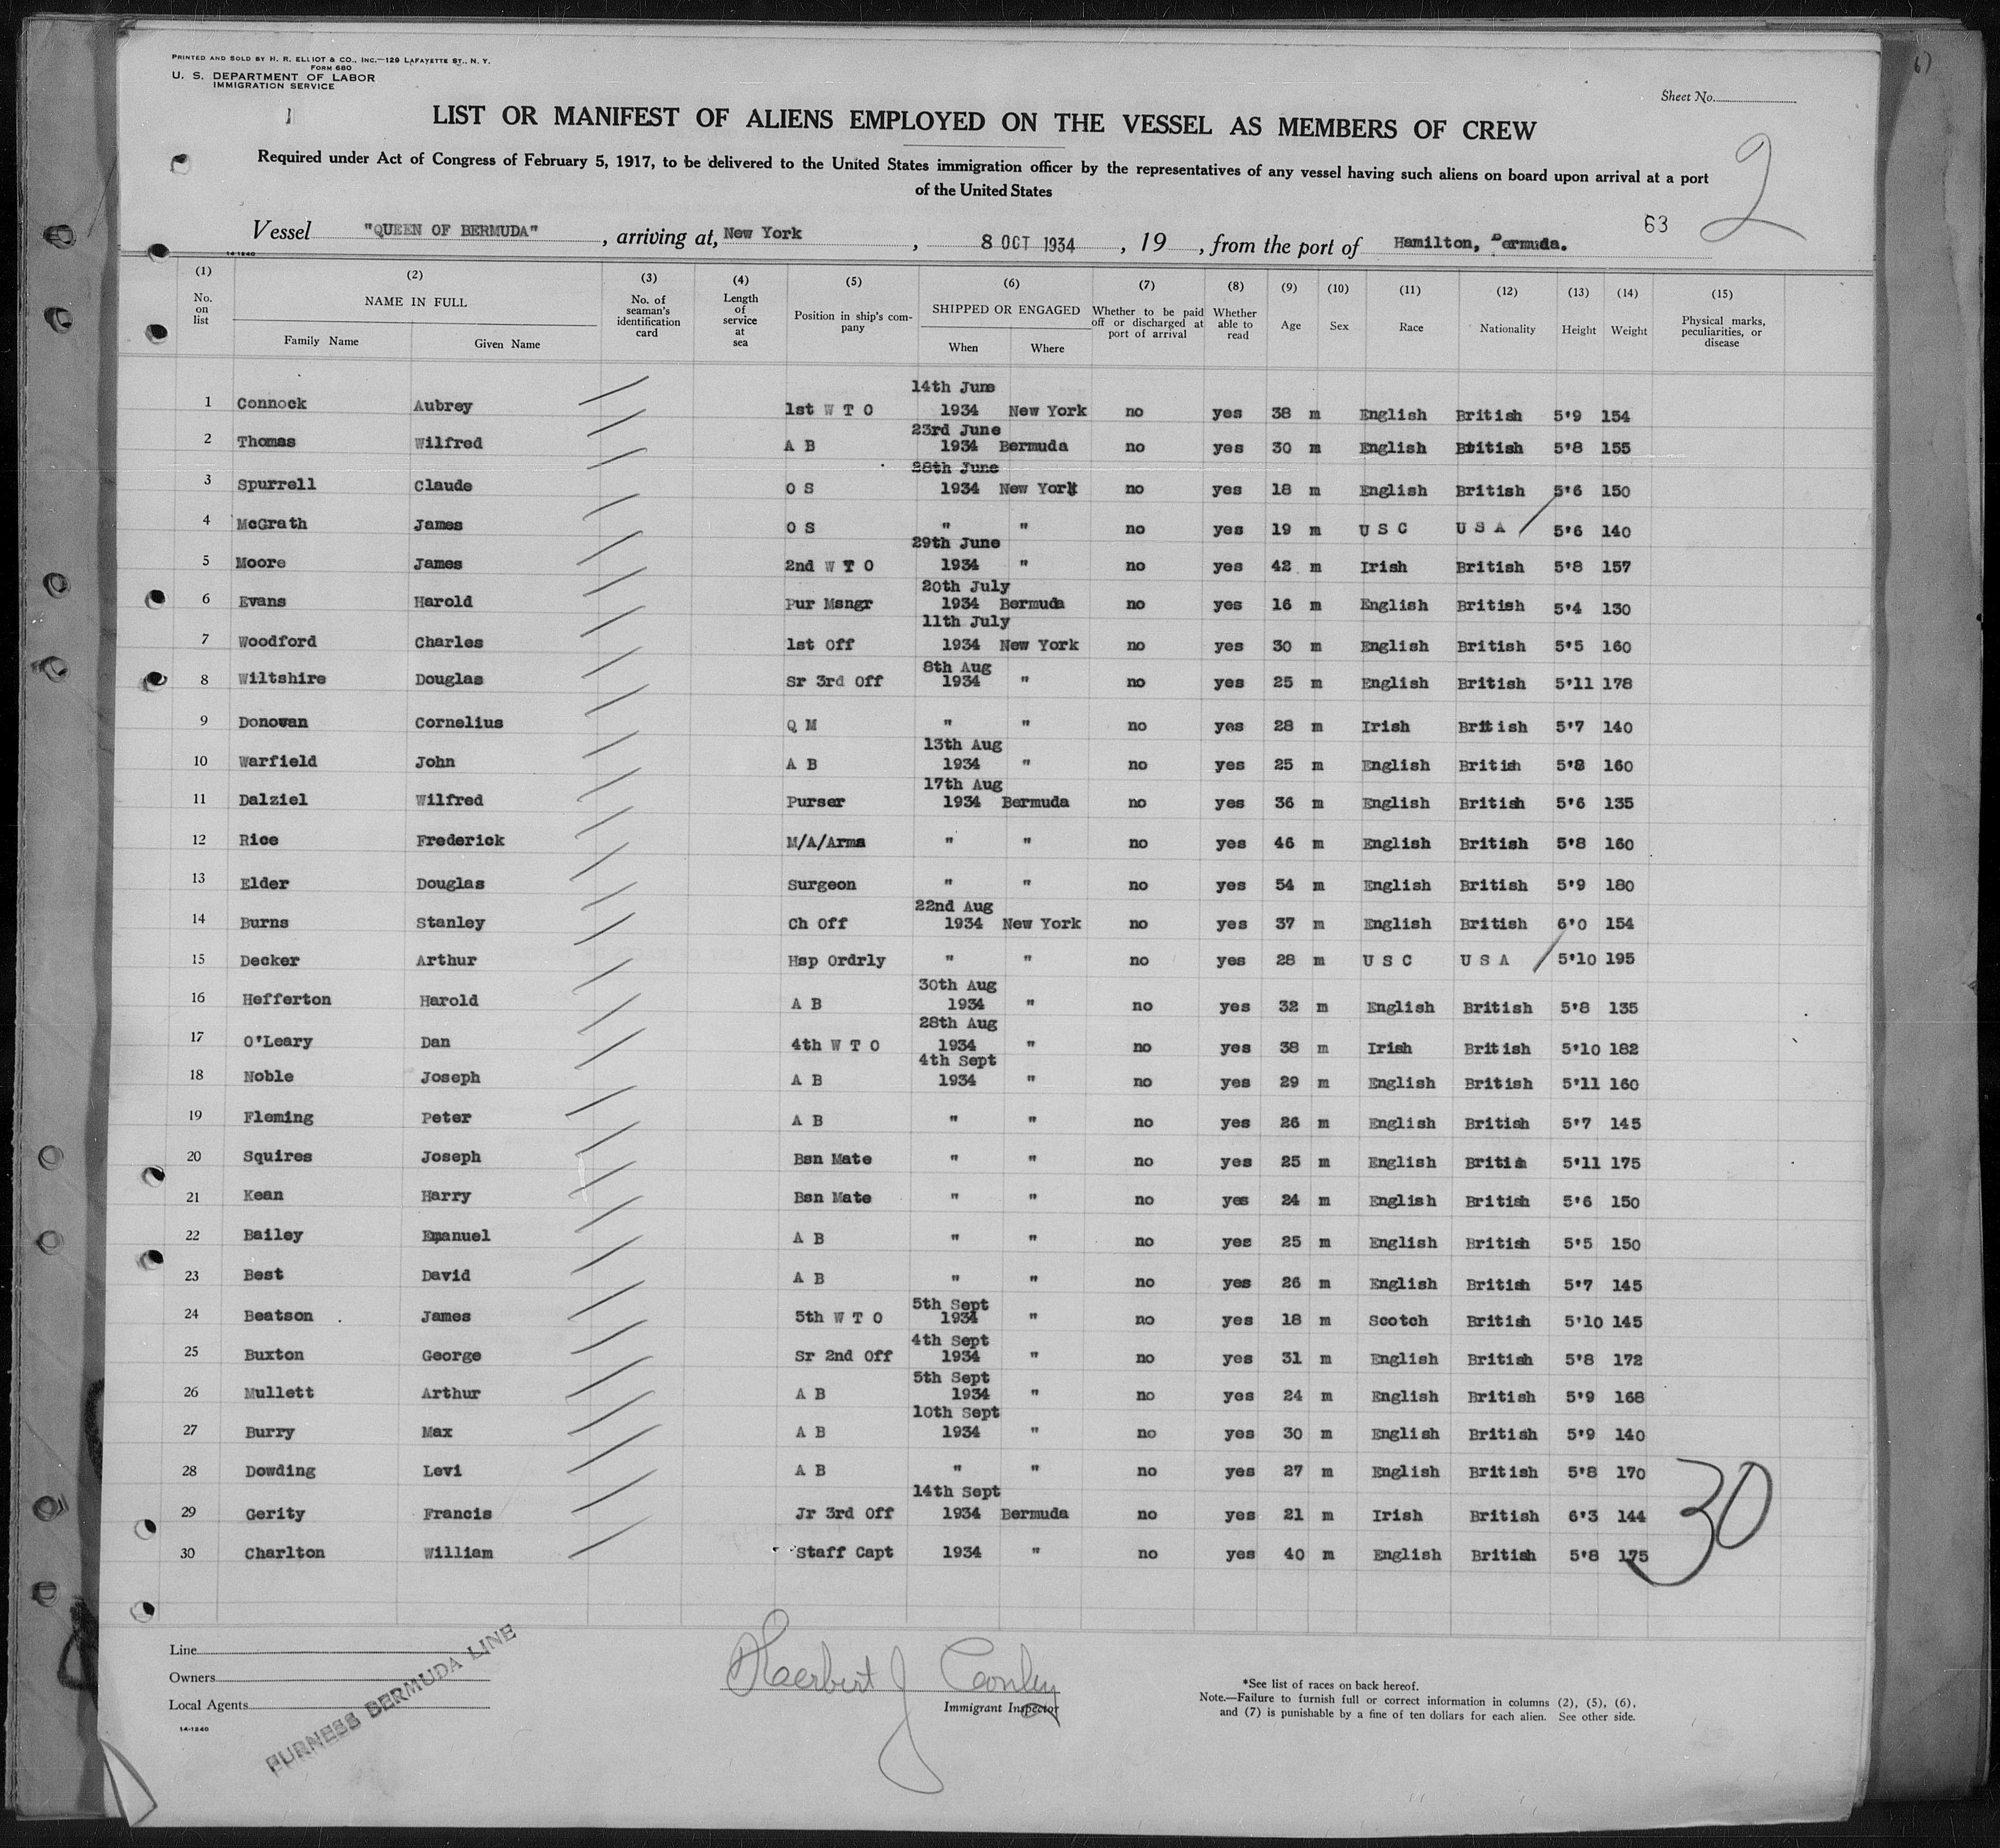 PRINTED AND SOLD BY H. R. ELLIOT & CO., INC.—129 LAFAYETTE ST., N. Y.
FORM 680
U. S. DEPARTMENT OF LABOR
IMMIGRATION SERVICE
Sheet No.
LIST OR MANIFEST OF ALIENS EMPLOYED ON THE VESSEL AS MEMBERS OF CREW
Required under Act of Congress of February 5, 1917, to be delivered to the United States immigration officer by the representatives of any vessel having such aliens on board upon arrival at a port
of the United States
2
63
Vessel "QUEEN OF BERMUDA" , arriving at, New York , 8 OCT 1934 , 19 , from the port of Hamilton, Bermuda.
14-1240
(1) No. on list
(2) NAME IN FULL Family Name Given Name
(3) No. of seaman's identification card
(4) Length of service at sea
(5) Position in ship's company
(6) SHIPPED OR ENGAGED When Where
(7) Whether to be paid off or discharged at port of arrival
(8) Whether able to read
(9) Age
(10) Sex
(11) Race
(12) Nationality
(13) Height
(14) Weight
(15) Physical marks, peculiarities, or disease
1 Connock Aubrey 1st W T O 14th June 1934 New York no yes 38 m English British 5'9 154
2 Thomas Wilfred A B 23rd June 1934 Bermuda no yes 30 m English British 5'8 155
3 Spurrell Claude O S 28th June 1934 New York no yes 18 m English British 5'6 150
4 McGrath James O S " " no yes 19 m U S C U S A 5'6 140
5 Moore James 2nd W T O 29th June 1934 " no yes 42 m Irish British 5'8 157
6 Evans Harold Pur Msngr 20th July 1934 Bermuda no yes 16 m English British 5'4 130
7 Woodford Charles 1st Off 11th July 1934 New York no yes 30 m English British 5'5 160
8 Wiltshire Douglas Sr 3rd Off 8th Aug 1934 " no yes 25 m English British 5'11 178
9 Donovan Cornelius Q M " " no yes 28 m Irish British 5'7 140
10 Warfield John A B 13th Aug 1934 " no yes 25 m English British 5'8 160
11 Dalziel Wilfred Purser 17th Aug 1934 Bermuda no yes 36 m English British 5'6 135
12 Rice Frederick M/A/Arms " " no yes 46 m English British 5'8 160
13 Elder Douglas Surgeon " " no yes 54 m English British 5'9 180
14 Burns Stanley Ch Off 22nd Aug 1934 New York no yes 37 m English British 6'0 154
15 Decker Arthur Hsp Ordrly " " no yes 28 m U S C U S A 5'10 195
16 Hefferton Harold A B 30th Aug 1934 " no yes 32 m English British 5'8 135
17 O'Leary Dan 4th W T O 28th Aug 1934 " no yes 38 m Irish British 5'10 182
18 Noble Joseph A B 4th Sept 1934 " no yes 29 m English British 5'11 160
19 Fleming Peter A B " " no yes 26 m English British 5'7 145
20 Squires Joseph Bsn Mate " " no yes 25 m English British 5'11 175
21 Kean Harry Bsn Mate " " no yes 24 m English British 5'6 150
22 Bailey Emanuel A B " " no yes 25 m English British 5'5 150
23 Best David A B " " no yes 26 m English British 5'7 145
24 Beatson James 5th W T O 5th Sept 1934 " no yes 18 m Scotch British 5'10 145
25 Buxton George Sr 2nd Off 4th Sept 1934 " no yes 31 m English British 5'8 172
26 Mullett Arthur A B 5th Sept 1934 " no yes 24 m English British 5'9 168
27 Burry Max A B 10th Sept 1934 " no yes 30 m English British 5'9 140
28 Dowding Levi A B " " no yes 27 m English British 5'8 170
29 Gerity Francis Jr 3rd Off 14th Sept 1934 Bermuda no yes 21 m Irish British 6'3 144
30 Charlton William Staff Capt 1934 " no yes 40 m English British 5'8 175
30
Line
Owners
Local Agents
14-1240
FURNESS BERMUDA LINE
Herbert J Conley
Immigrant Inspector
*See list of races on back hereof.
Note.—Failure to furnish full or correct information in columns (2), (5), (6),
and (7) is punishable by a fine of ten dollars for each alien. See other side.